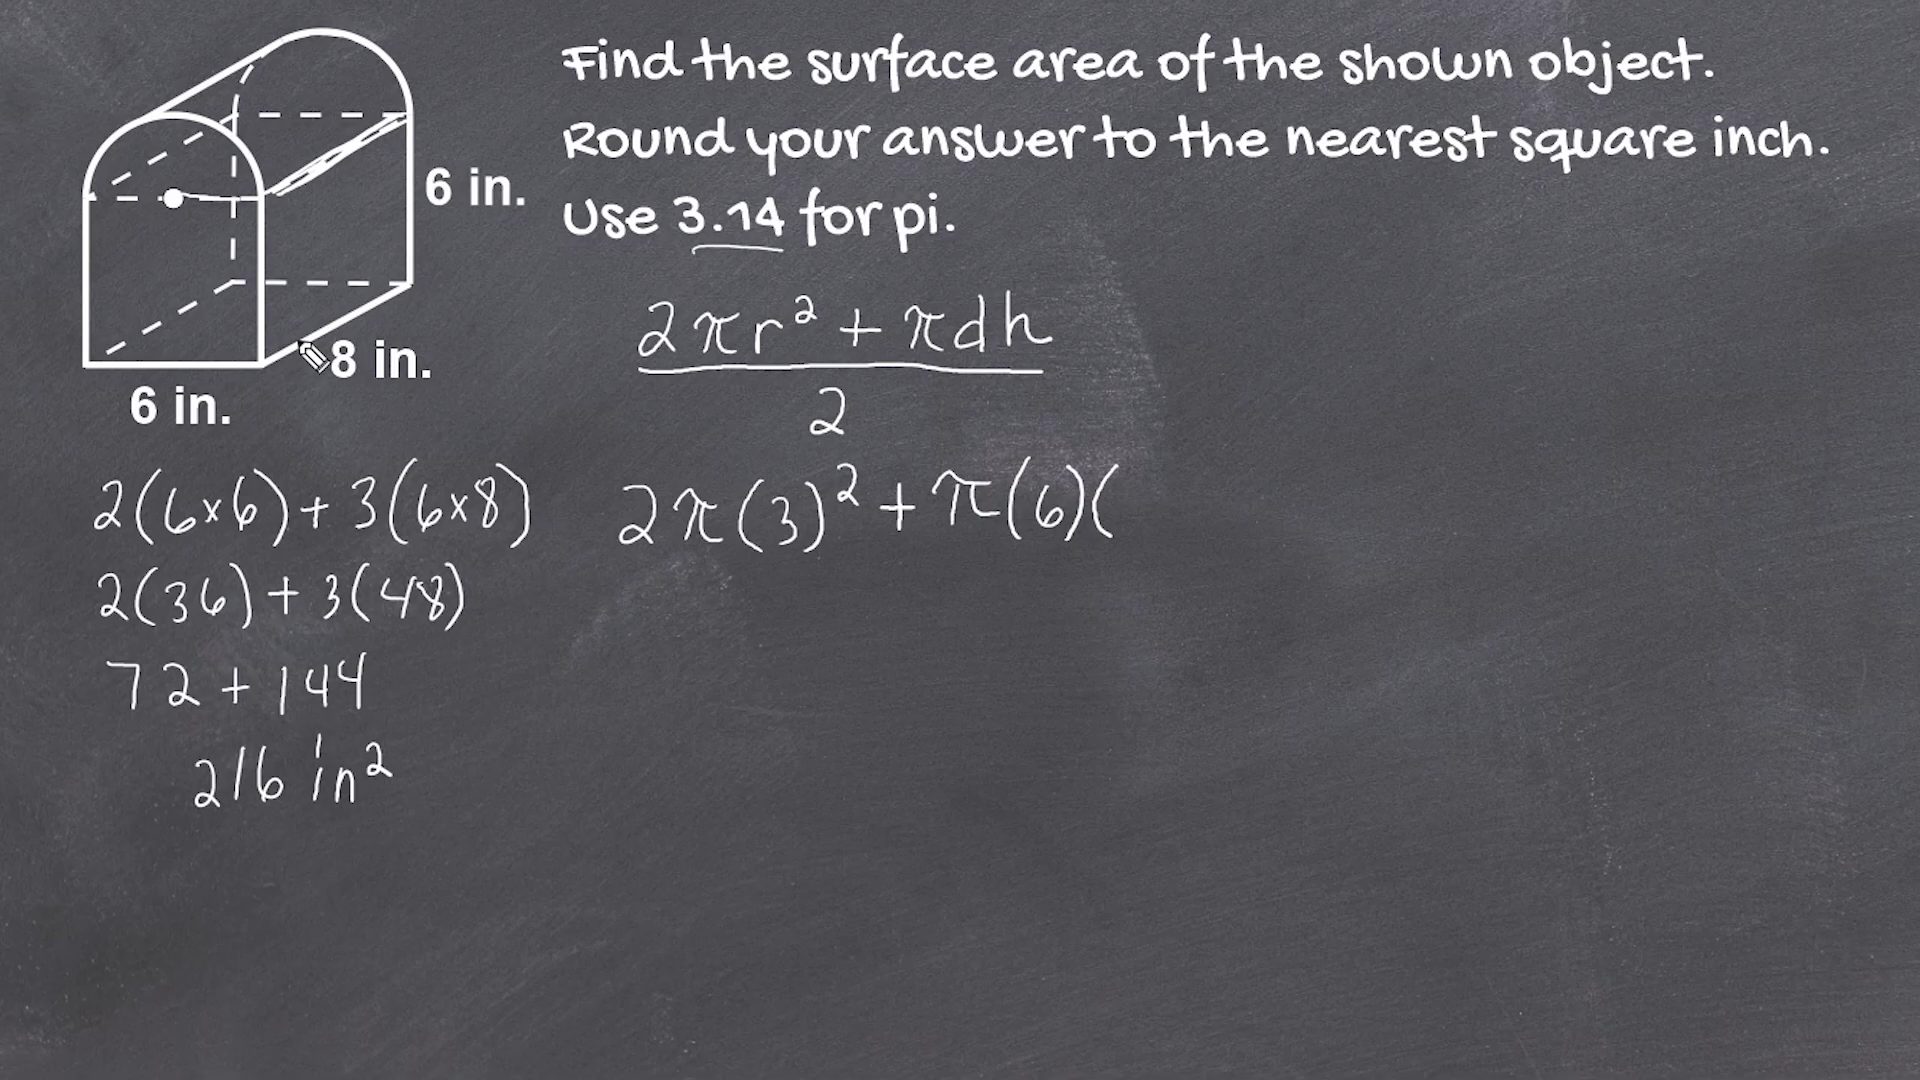 Find the surface area of the shown object.
Round your answer to the nearest square inch.
Use 3.14 for pi.
6 in.
8 in.
6 in.
2πr² + πdh
2
2(6×6) + 3(6×8)
2(36) + 3(48)
72 + 144
216 in²
2π(3)² + π(6)(